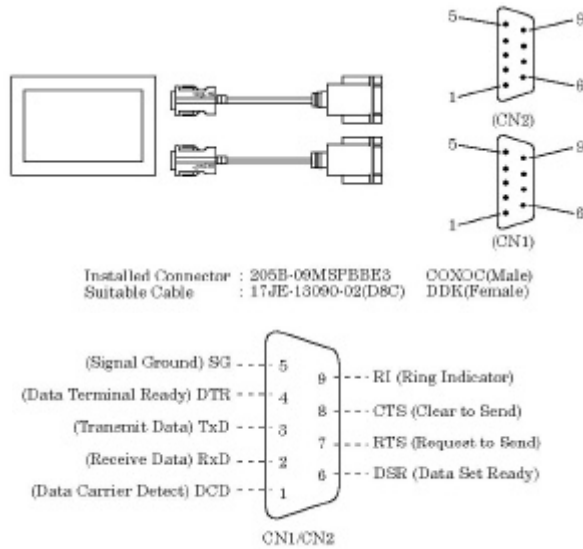 5
9
1
6
(CN2)
5
9
1
6
(CN1)
Installed Connector : 205B-09MSFBBE3 COXOC(Male)
Suitable Cable : 17JE-13090-02(D8C) DDK(Female)
(Signal Ground) SG 5
9 RI (Ring Indicator)
(Data Terminal Ready) DTR 4
8 CTS (Clear to Send)
(Transmit Data) TxD 3
7 RTS (Request to Send)
(Receive Data) RxD 2
6 DSR (Data Set Ready)
(Data Carrier Detect) DCD 1
CN1/CN2